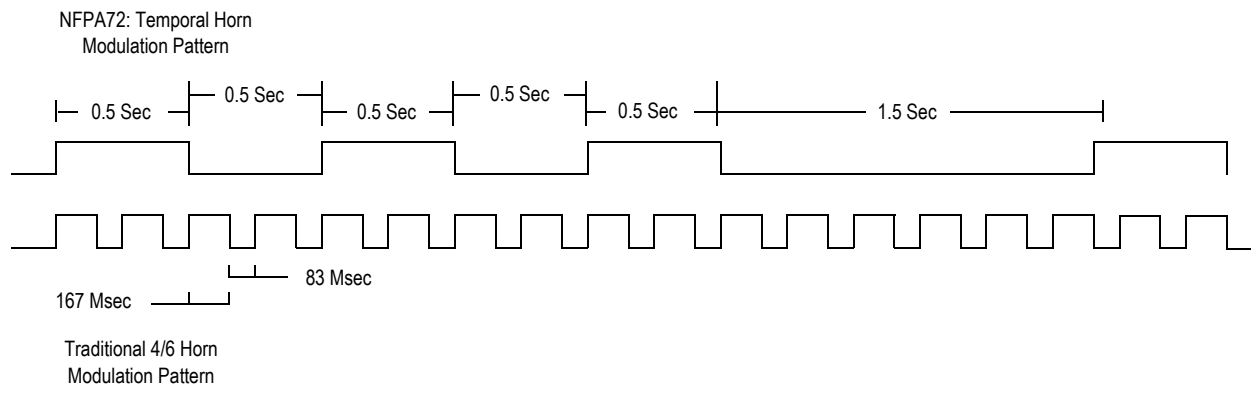 NFPA72: Temporal Horn
Modulation Pattern
0.5 Sec
0.5 Sec
0.5 Sec
0.5 Sec
0.5 Sec
1.5 Sec
83 Msec
167 Msec
Traditional 4/6 Horn
Modulation Pattern